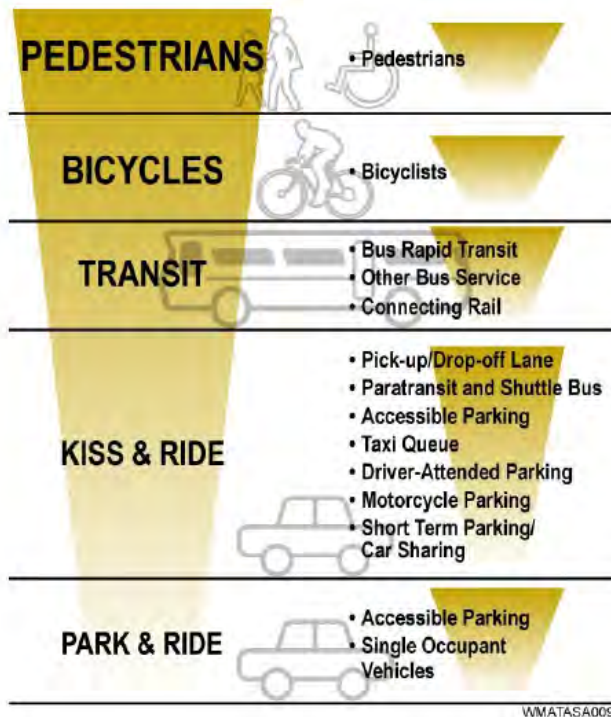 PEDESTRIANS
• Pedestrians
BICYCLES
• Bicyclists
TRANSIT
• Bus Rapid Transit
• Other Bus Service
• Connecting Rail
KISS & RIDE
• Pick-up/Drop-off Lane
• Paratransit and Shuttle Bus
• Accessible Parking
• Taxi Queue
• Driver-Attended Parking
• Motorcycle Parking
• Short Term Parking/
Car Sharing
PARK & RIDE
• Accessible Parking
• Single Occupant
Vehicles
WMATASA009